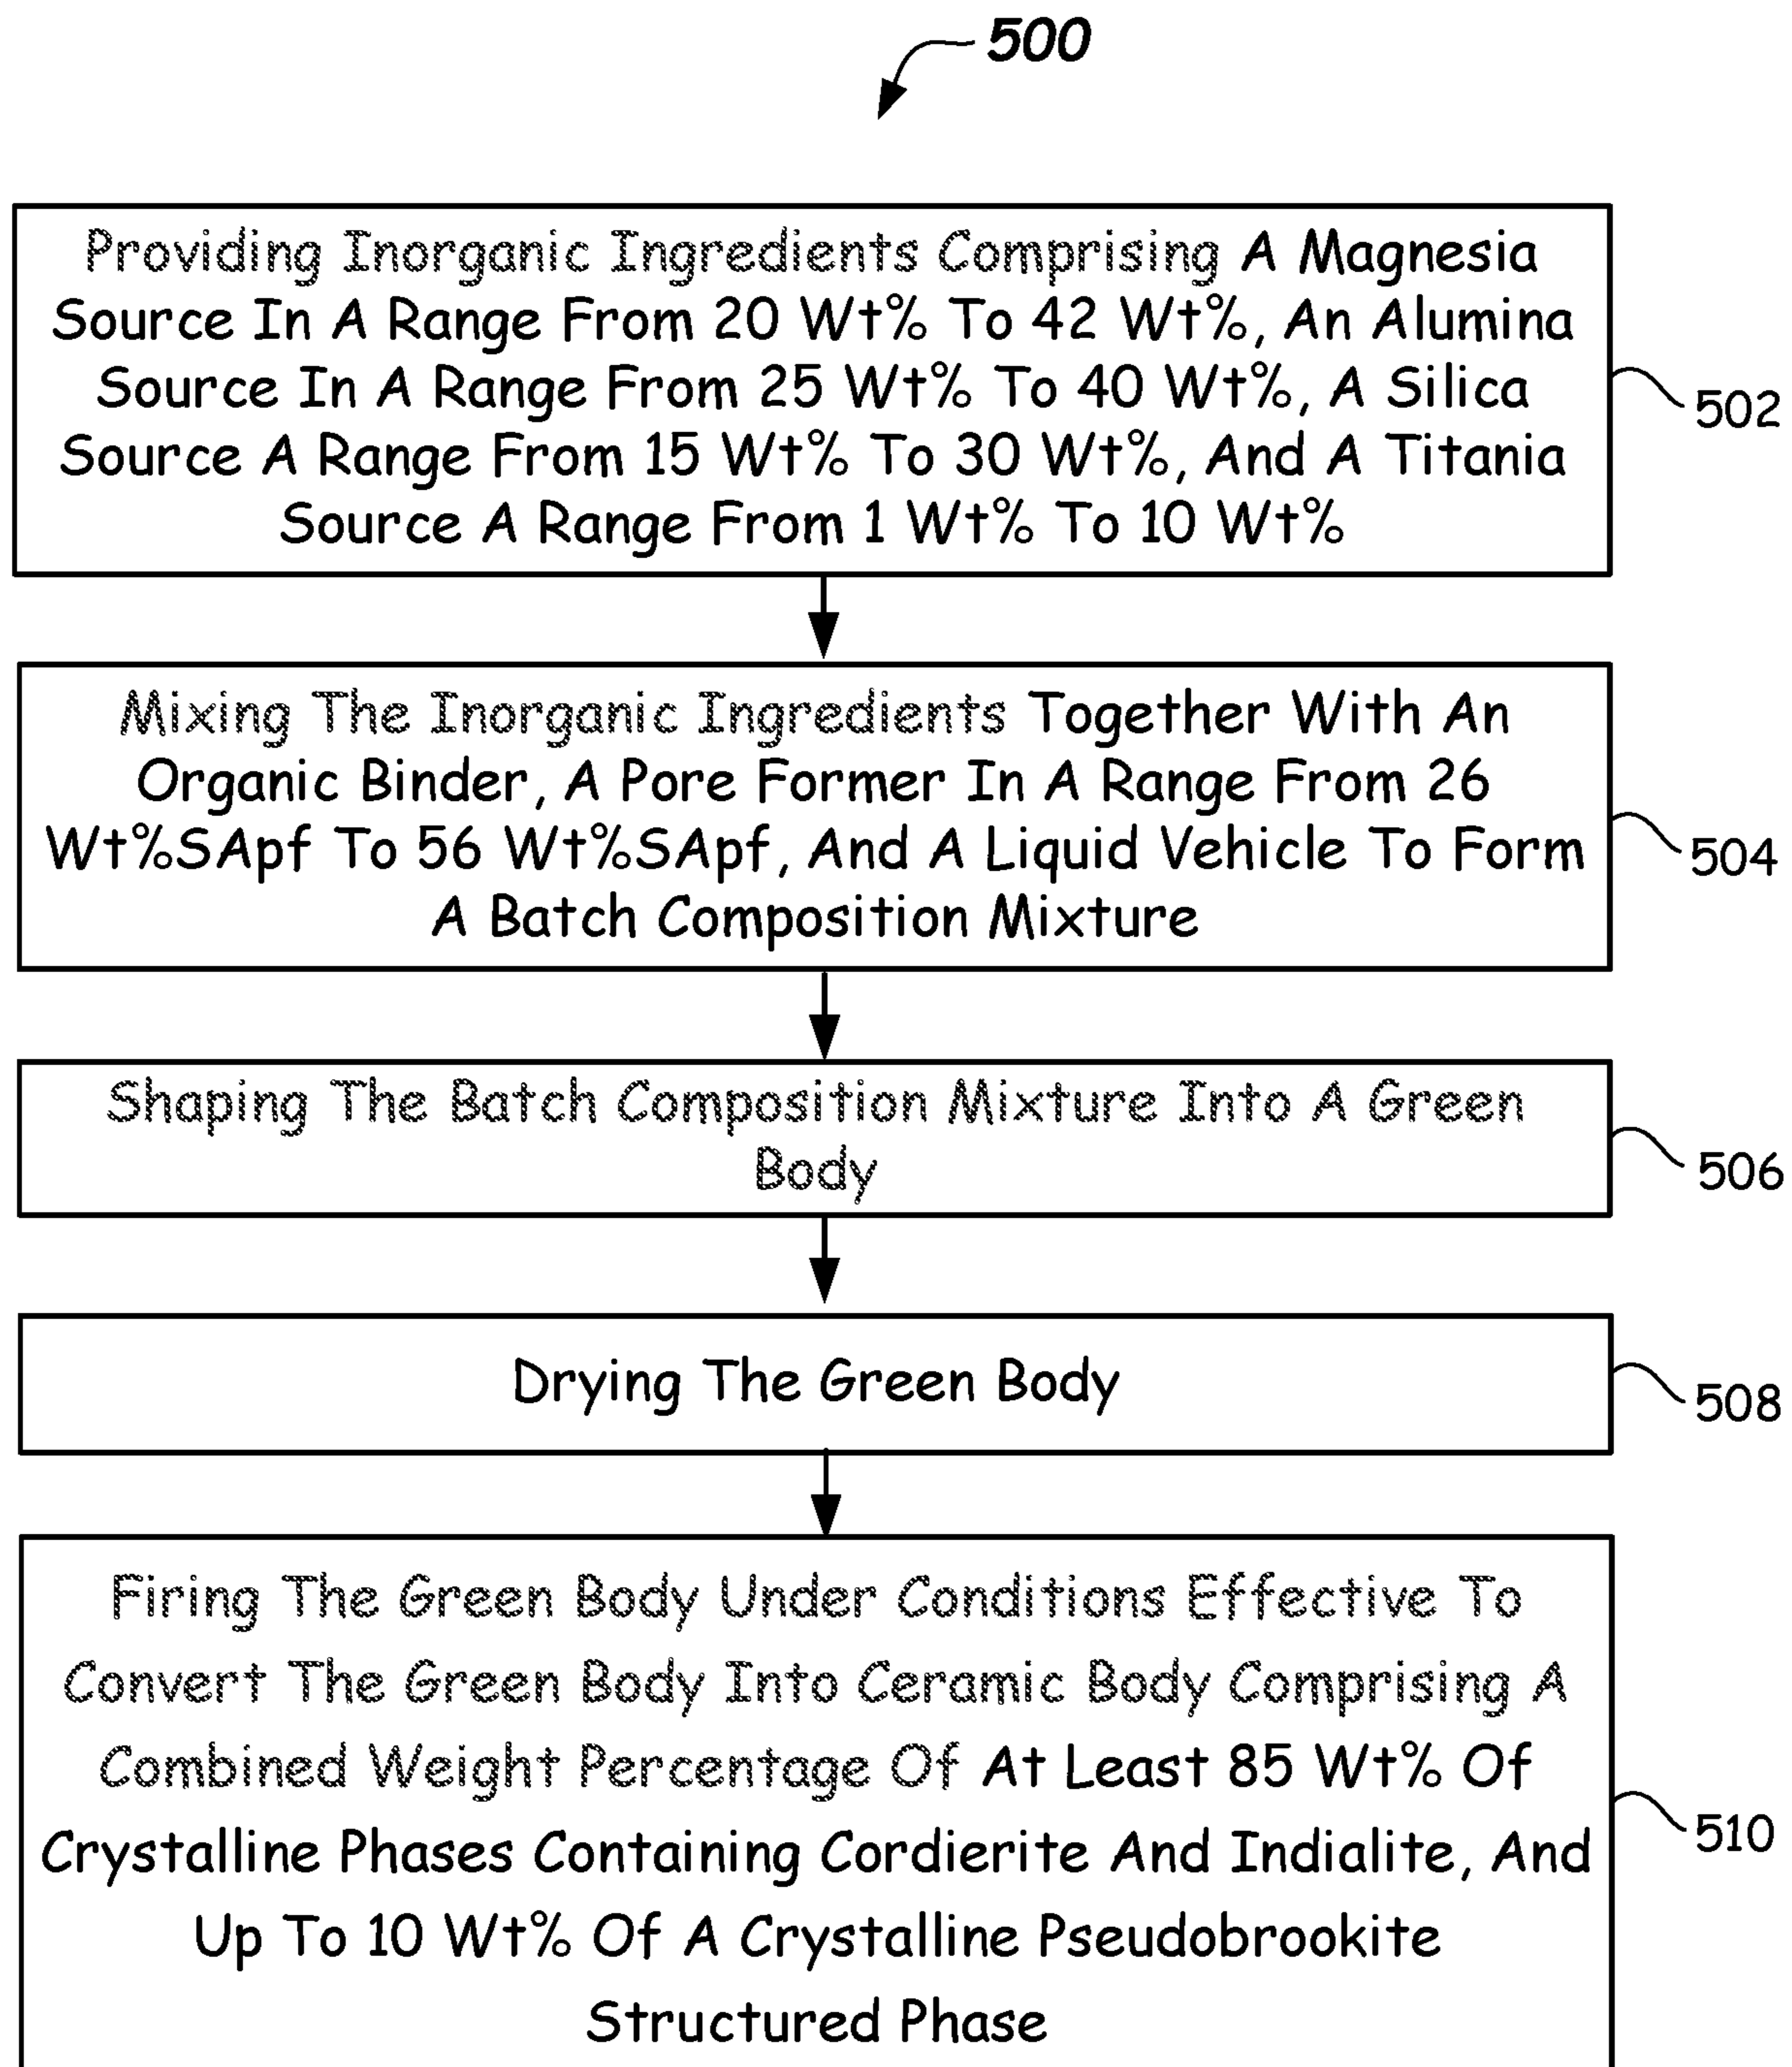 500
Providing Inorganic Ingredients Comprising A Magnesia
Source In A Range From 20 Wt% To 42 Wt%, An Alumina
Source In A Range From 25 Wt% To 40 Wt%, A Silica
Source A Range From 15 Wt% To 30 Wt%, And A Titania
Source A Range From 1 Wt% To 10 Wt%
502
Mixing The Inorganic Ingredients Together With An
Organic Binder, A Pore Former In A Range From 26
Wt%SApf To 56 Wt%SApf, And A Liquid Vehicle To Form
A Batch Composition Mixture
504
Shaping The Batch Composition Mixture Into A Green
Body
506
Drying The Green Body
508
Firing The Green Body Under Conditions Effective To
Convert The Green Body Into Ceramic Body Comprising A
Combined Weight Percentage Of At Least 85 Wt% Of
Crystalline Phases Containing Cordierite And Indialite, And
Up To 10 Wt% Of A Crystalline Pseudobrookite
Structured Phase
510